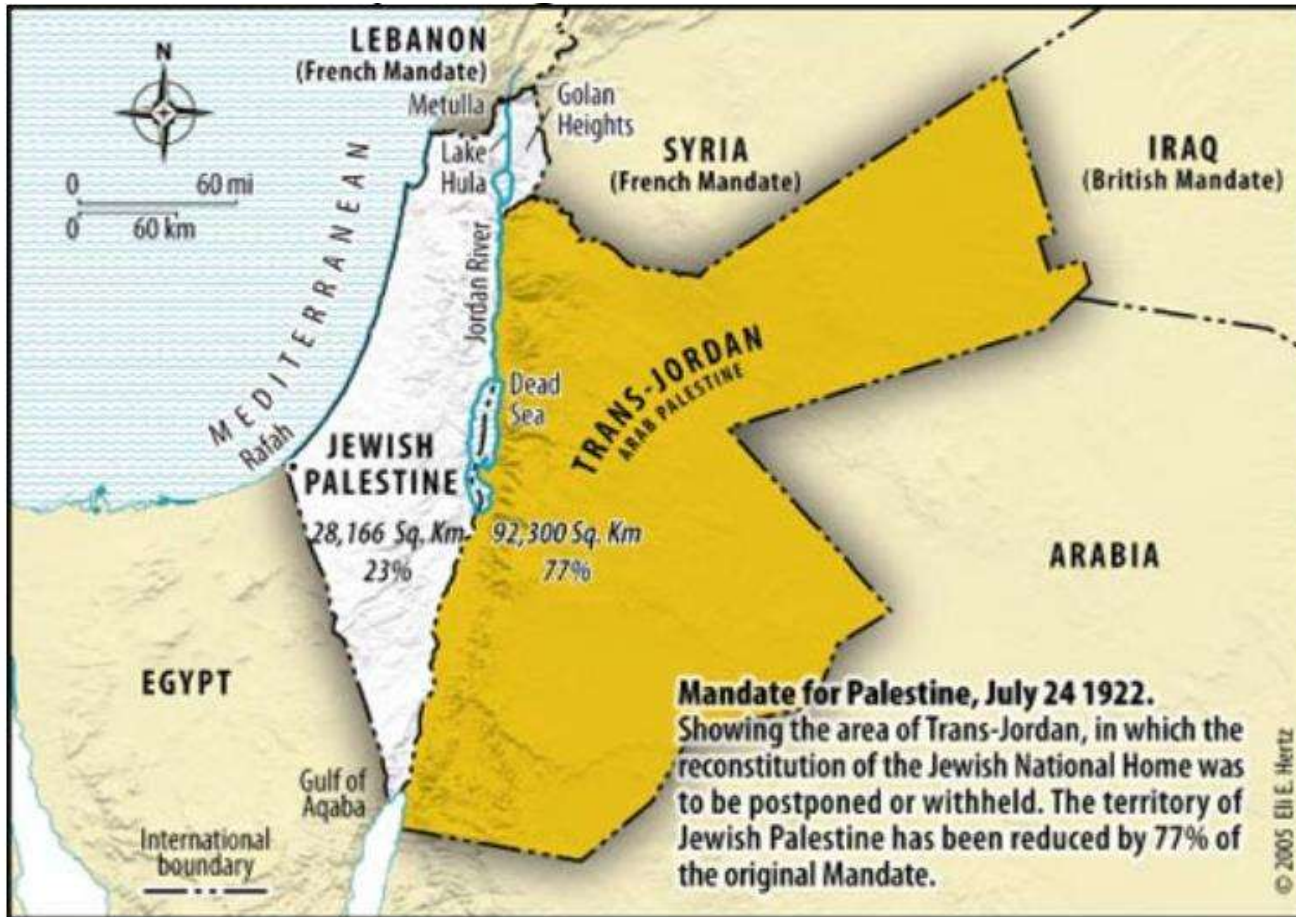 LEBANON
(French Mandate)
N
Metulla
Golan
Heights
Lake
Hula
SYRIA
(French Mandate)
IRAQ
(British Mandate)
0 60 mi
0 60 km
MEDITERRANEAN
Jordan River
Rafah
Dead
Sea
TRANS-JORDAN
ARAB PALESTINE
JEWISH
PALESTINE
28,166 Sq. Km
23%
92,300 Sq. Km
77%
ARABIA
EGYPT
Gulf of
Aqaba
International
boundary
Mandate for Palestine, July 24 1922.
Showing the area of Trans-Jordan, in which the
reconstitution of the Jewish National Home was
to be postponed or withheld. The territory of
Jewish Palestine has been reduced by 77% of
the original Mandate.
© 2005 Eli E. Hertz